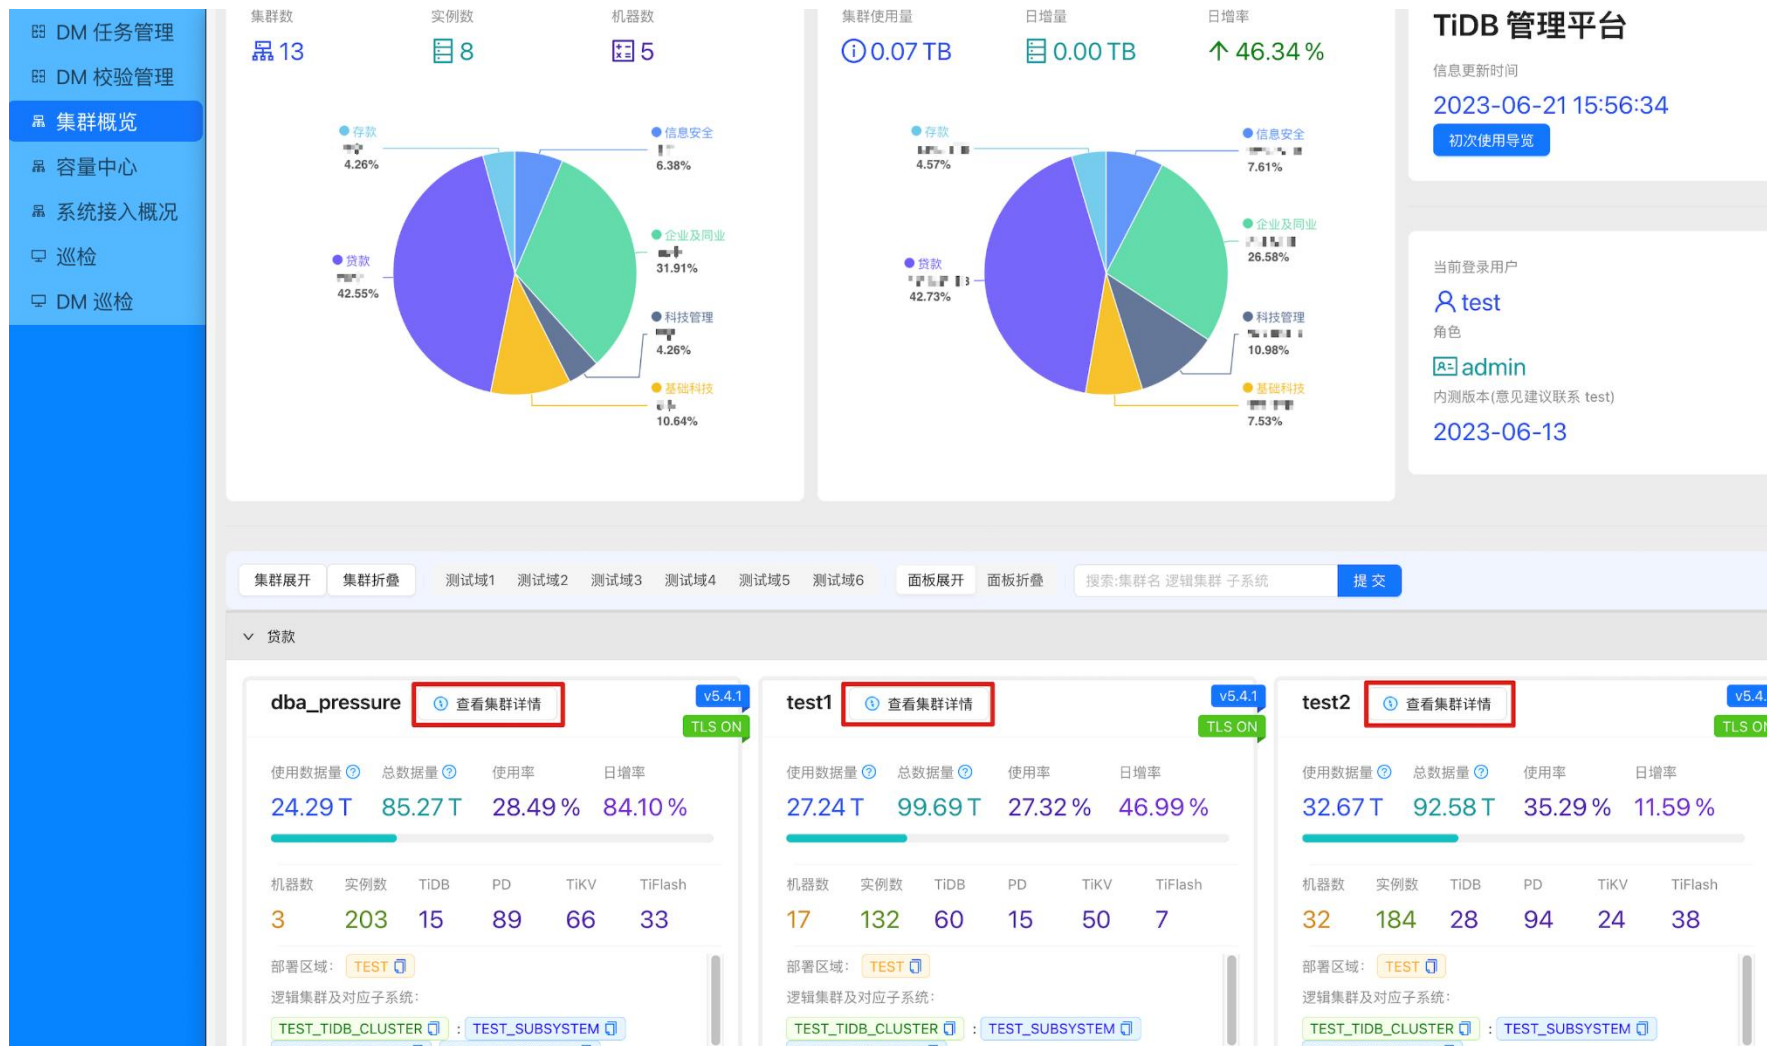 DM 任务管理
DM 校验管理
集群概览
容量中心
系统接入概况
巡检
DM 巡检
集群数 实例数 机器数
13 8 5
存款
4.26%
信息安全
6.38%
企业及同业
31.91%
贷款
42.55%
科技管理
4.26%
基础科技
10.64%
集群使用量 日增量 日增率
0.07 TB 0.00 TB 46.34 %
存款
4.57%
信息安全
7.61%
企业及同业
26.58%
贷款
42.73%
科技管理
10.98%
基础科技
7.53%
TiDB 管理平台
信息更新时间
2023-06-21 15:56:34
初次使用导览
当前登录用户
test
角色
admin
内测版本(意见建议联系 test)
2023-06-13
集群展开 集群折叠 测试域1 测试域2 测试域3 测试域4 测试域5 测试域6 面板展开 面板折叠 搜索:集群名 逻辑集群 子系统 提 交
贷款
dba_pressure 查看集群详情 v5.4.1
TLS ON
使用数据量 总数据量 使用率 日增率
24.29 T 85.27 T 28.49 % 84.10 %
机器数 实例数 TiDB PD TiKV TiFlash
3 203 15 89 66 33
部署区域: TEST
逻辑集群及对应子系统:
TEST_TIDB_CLUSTER : TEST_SUBSYSTEM
test1 查看集群详情 v5.4.1
TLS ON
使用数据量 总数据量 使用率 日增率
27.24 T 99.69 T 27.32 % 46.99 %
机器数 实例数 TiDB PD TiKV TiFlash
17 132 60 15 50 7
部署区域: TEST
逻辑集群及对应子系统:
TEST_TIDB_CLUSTER : TEST_SUBSYSTEM
test2 查看集群详情 v5.4.
TLS ON
使用数据量 总数据量 使用率 日增率
32.67 T 92.58 T 35.29 % 11.59 %
机器数 实例数 TiDB PD TiKV TiFlash
32 184 28 94 24 38
部署区域: TEST
逻辑集群及对应子系统:
TEST_TIDB_CLUSTER : TEST_SUBSYSTEM